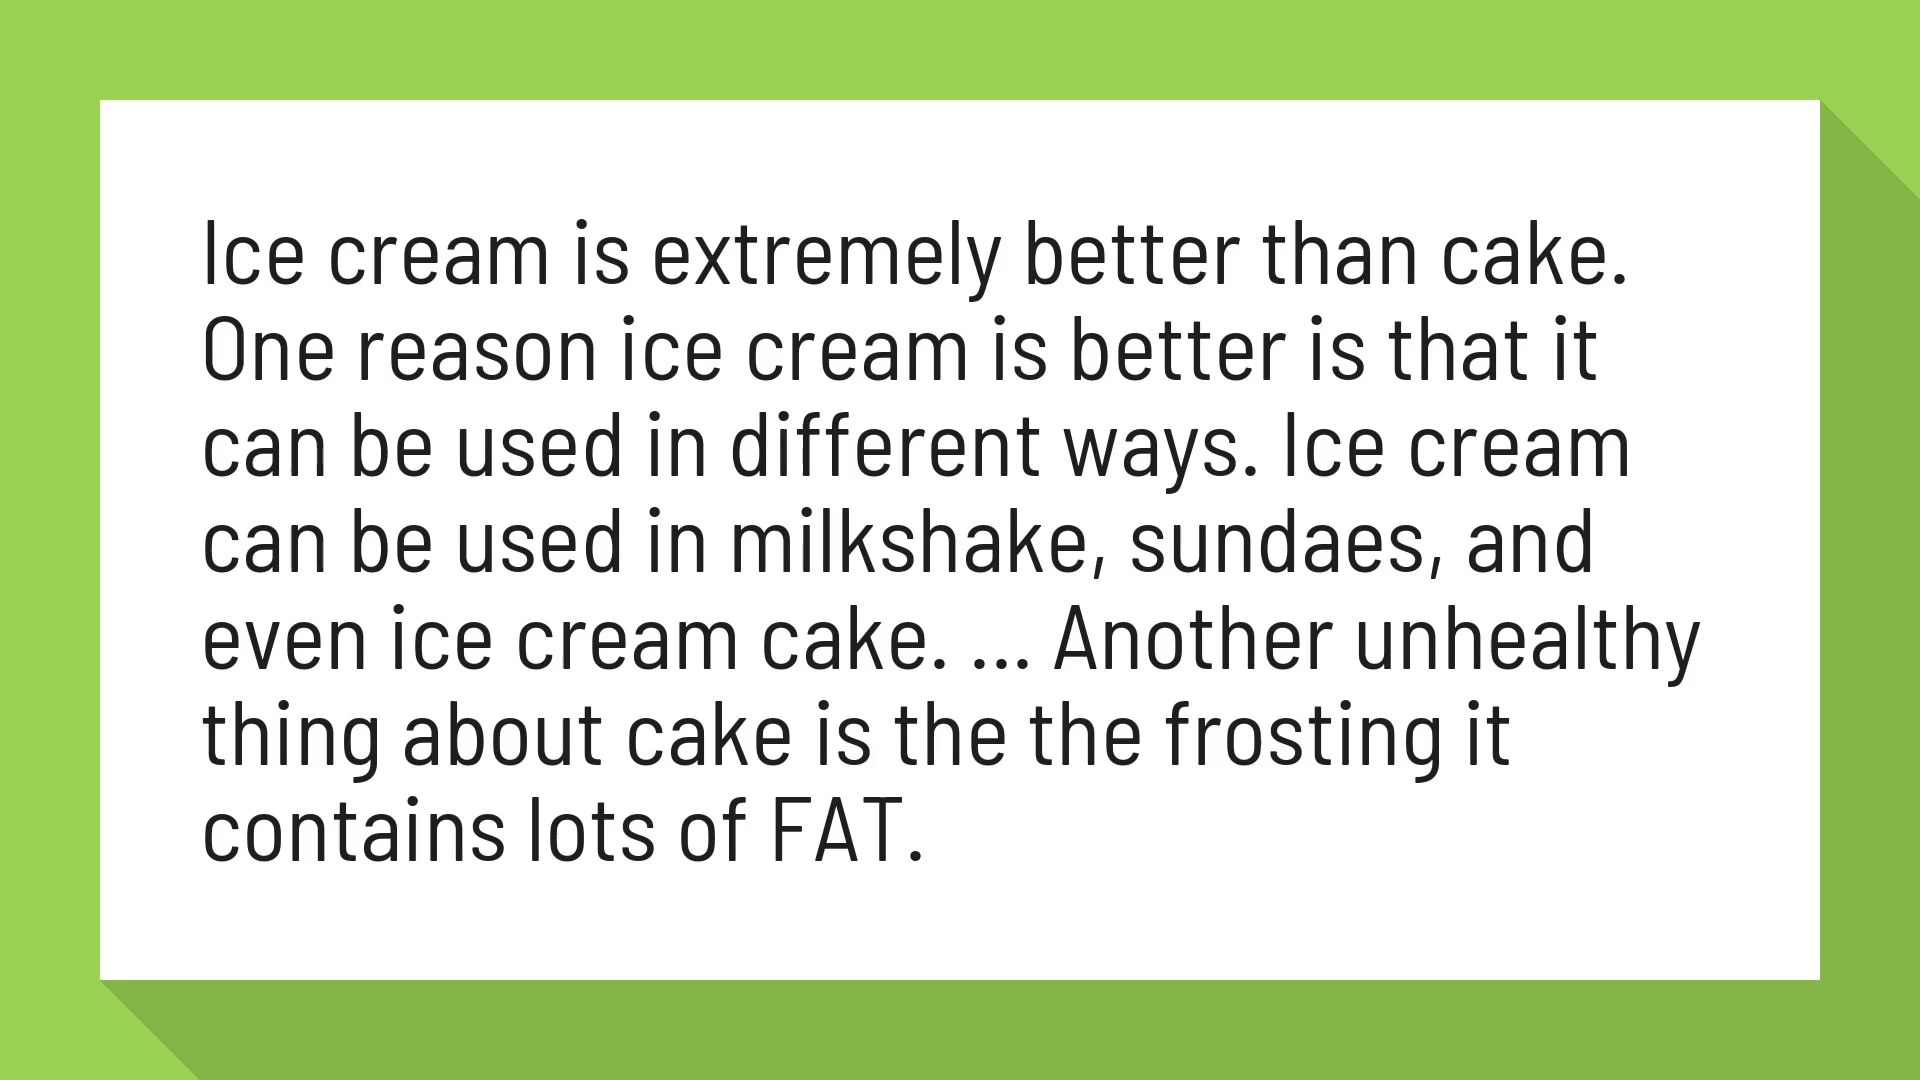 Ice cream is extremely better than cake.
One reason ice cream is better is that it
can be used in different ways. Ice cream
can be used in milkshake, sundaes, and
even ice cream cake. ... Another unhealthy
thing about cake is the the frosting it
contains lots of FAT.